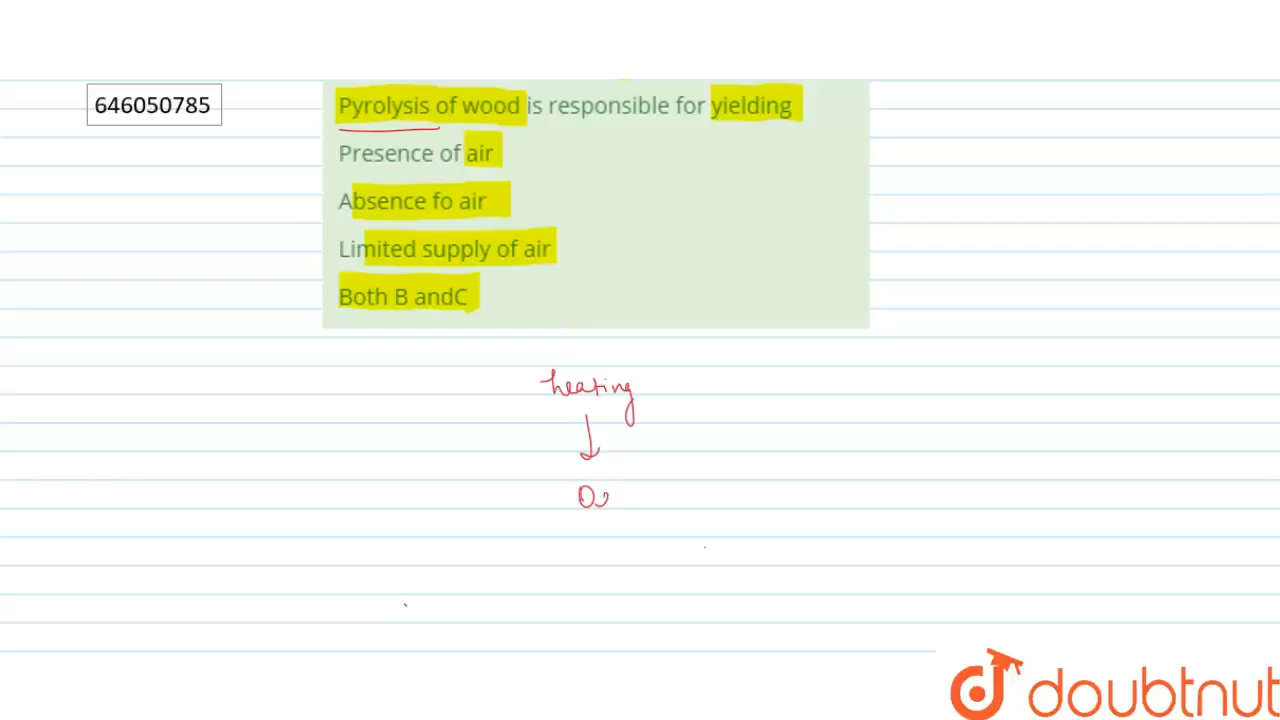 646050785
Pyrolysis of wood is responsible for yielding
Presence of air
Absence fo air
Limited supply of air
Both B andC
heating
doubtnut